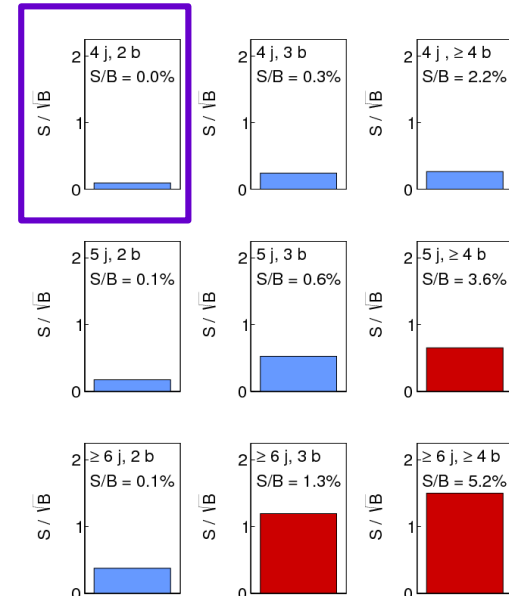 4 j, 2 b
S/B = 0.0%
2
1
0
S / √B
4 j, 3 b
S/B = 0.3%
2
1
0
S / √B
4 j , ≥ 4 b
S/B = 2.2%
2
1
0
S / √B
5 j, 2 b
S/B = 0.1%
2
1
0
S / √B
5 j, 3 b
S/B = 0.6%
2
1
0
S / √B
5 j, ≥ 4 b
S/B = 3.6%
2
1
0
S / √B
≥ 6 j, 2 b
S/B = 0.1%
2
1
0
S / √B
≥ 6 j, 3 b
S/B = 1.3%
2
1
0
S / √B
≥ 6 j, ≥ 4 b
S/B = 5.2%
2
1
0
S / √B